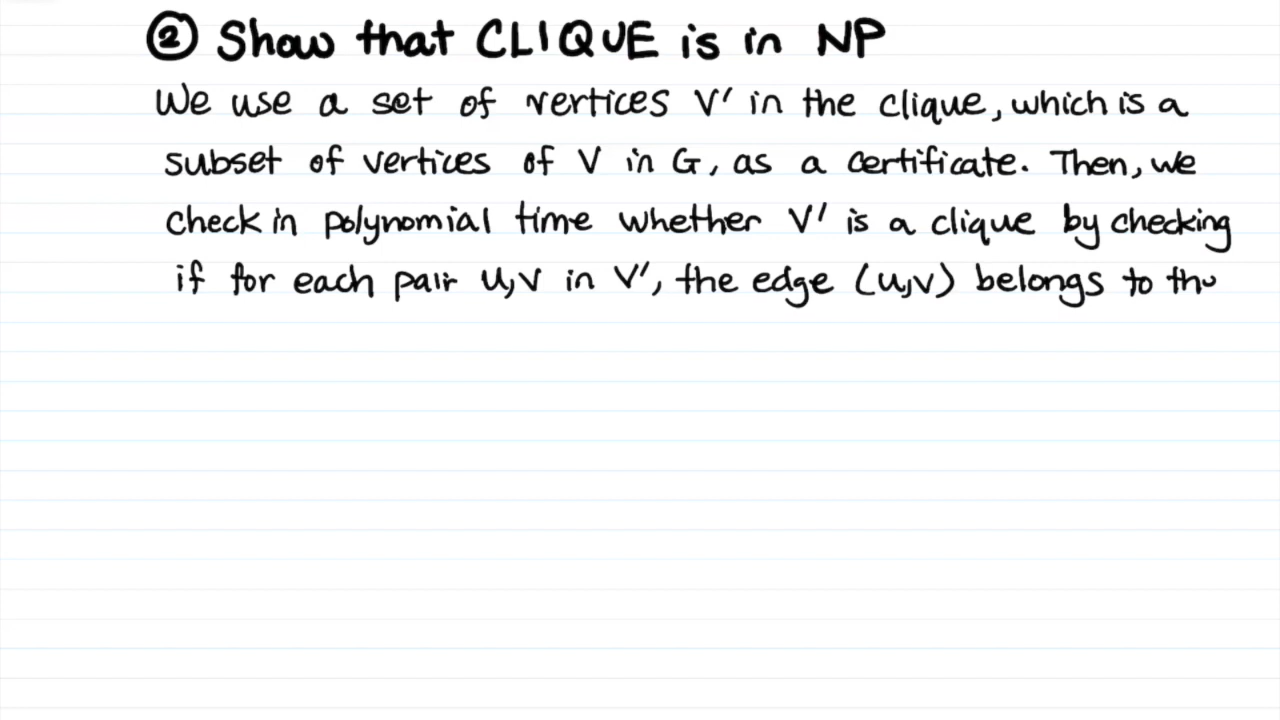 ② Show that CLIQUE is in NP
We use a set of vertices V' in the clique, which is a
subset of vertices of V in G, as a certificate. Then, we
check in polynomial time whether V' is a clique by checking
if for each pair u,v in V', the edge (u,v) belongs to